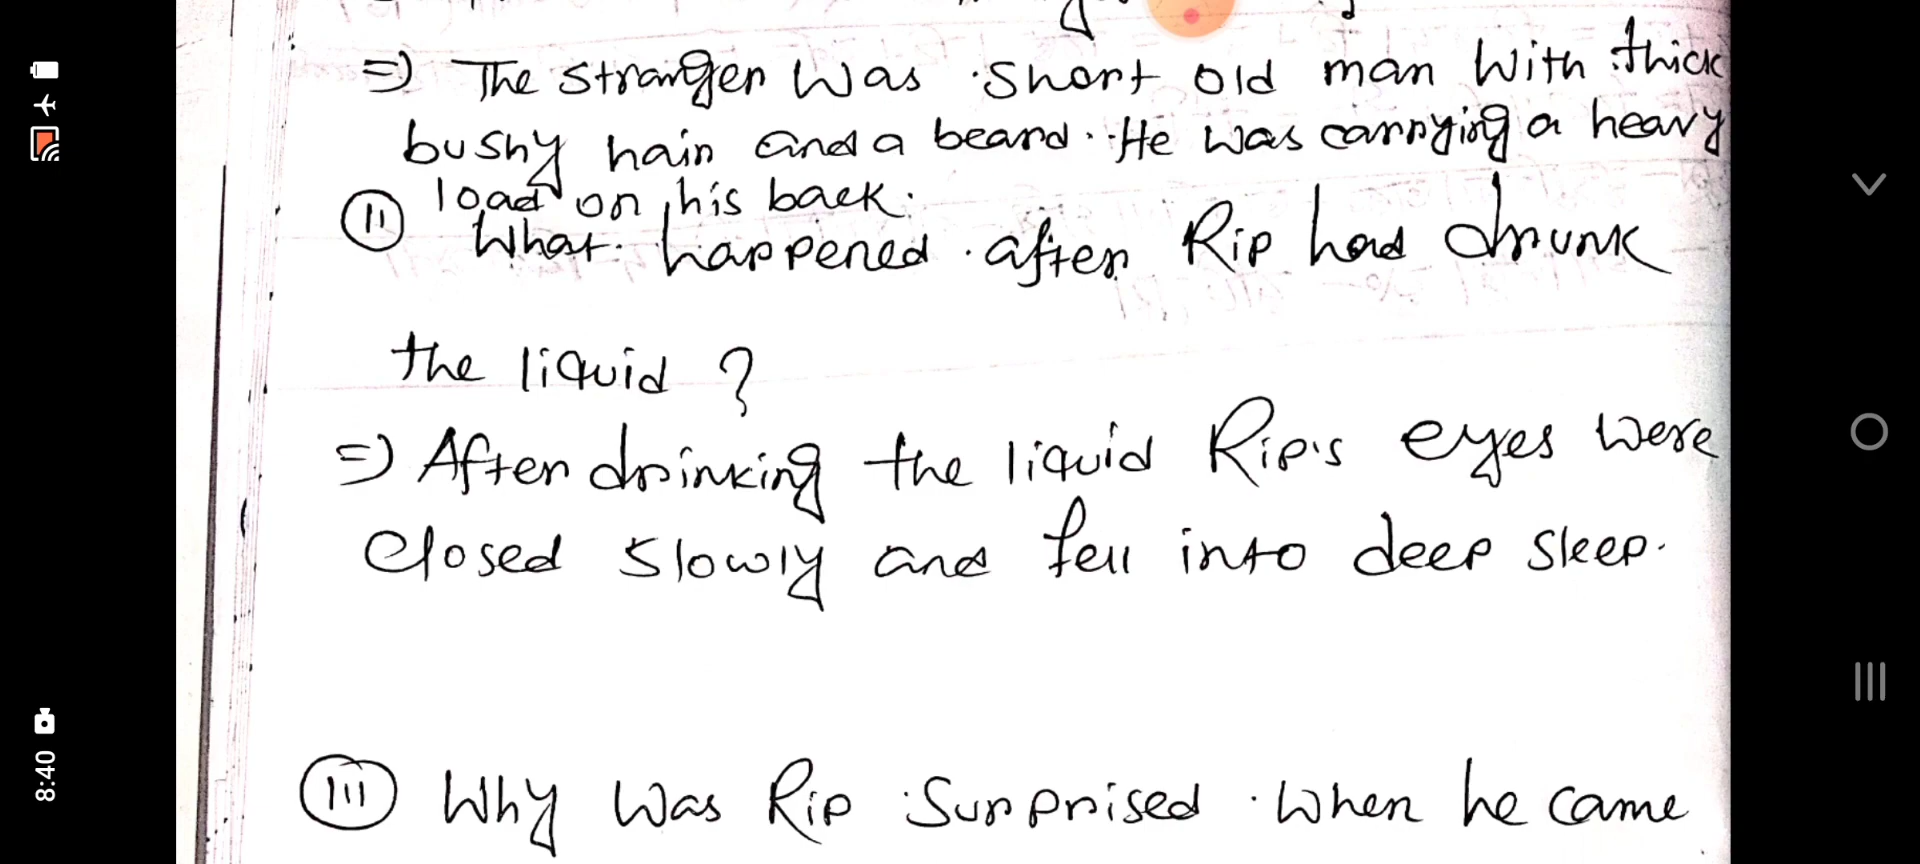 =) The stranger was short old man with thick
bushy hair and a beard. He was carrying a heavy
load on his back.
(ii) What happened after Rip had drunk
the liquid ?
=) After drinking the liquid Rip's eyes were
closed slowly and fell into deep sleep.
(iii) Why was Rip surprised when he came
8:40